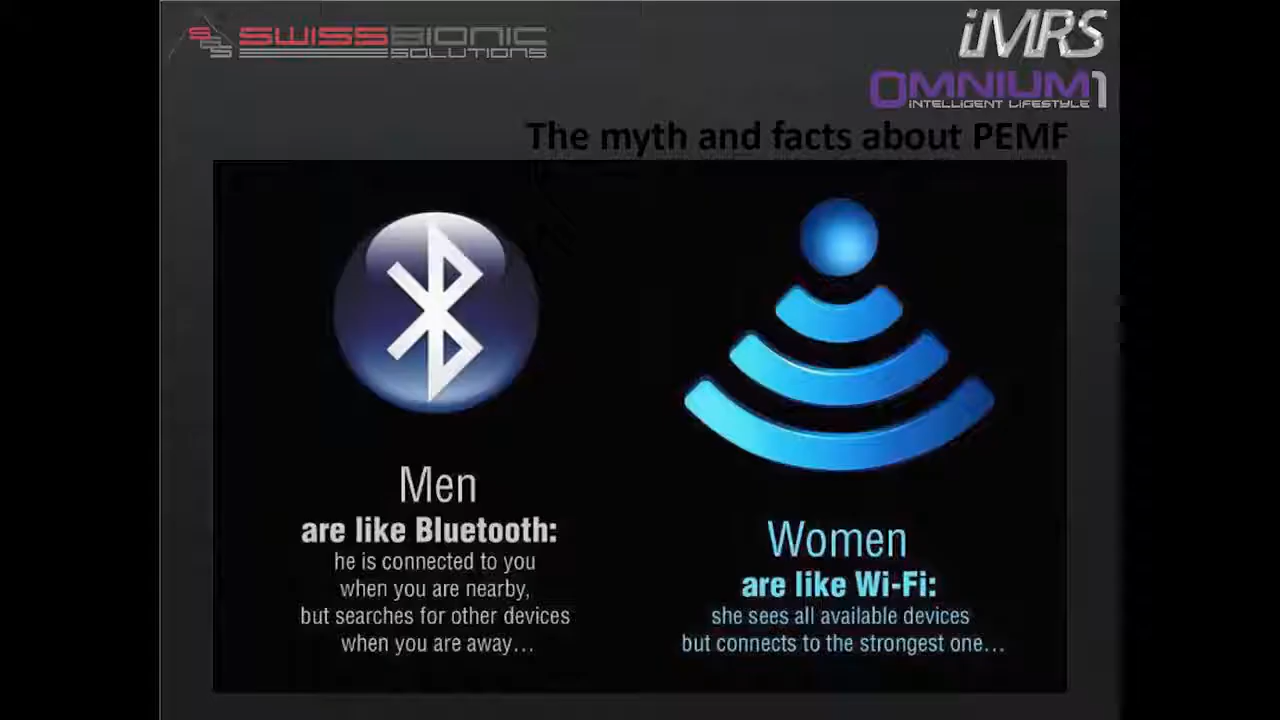 SWISSBIONIC
SOLUTIONS
iMRS
OMNIUM1
INTELLIGENT LIFESTYLE
The myth and facts about PEMF
Men
are like Bluetooth:
he is connected to you
when you are nearby,
but searches for other devices
when you are away...
Women
are like Wi-Fi:
she sees all available devices
but connects to the strongest one...